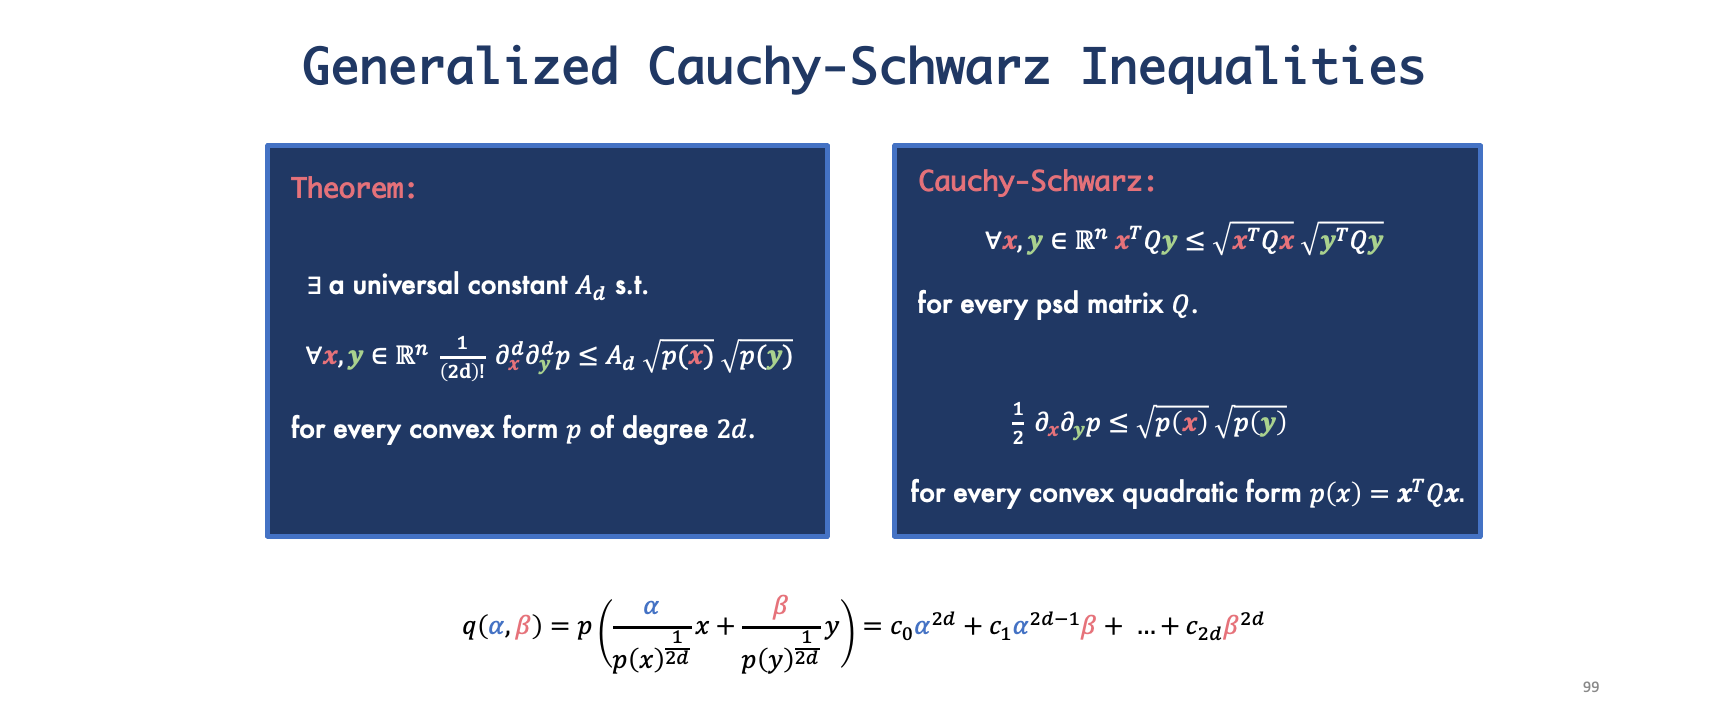 Generalized Cauchy-Schwarz Inequalities
Theorem:
∃ a universal constant $A_d$ s.t.
$\forall x, y \in \mathbb{R}^n \ \frac{1}{(2d)!} \ \partial_x^d \partial_y^d p \leq A_d \sqrt{p(x)} \sqrt{p(y)}$
for every convex form $p$ of degree $2d$.
Cauchy-Schwarz:
$\forall x, y \in \mathbb{R}^n \ x^T Q y \leq \sqrt{x^T Q x} \sqrt{y^T Q y}$
for every psd matrix $Q$.
$\frac{1}{2} \ \partial_x \partial_y p \leq \sqrt{p(x)} \sqrt{p(y)}$
for every convex quadratic form $p(x) = x^T Q x$.
$q(\alpha, \beta) = p\left(\frac{\alpha}{p(x)^{\frac{1}{2d}}} x + \frac{\beta}{p(y)^{\frac{1}{2d}}} y\right) = c_0 \alpha^{2d} + c_1 \alpha^{2d-1} \beta + \ldots + c_{2d} \beta^{2d}$
99